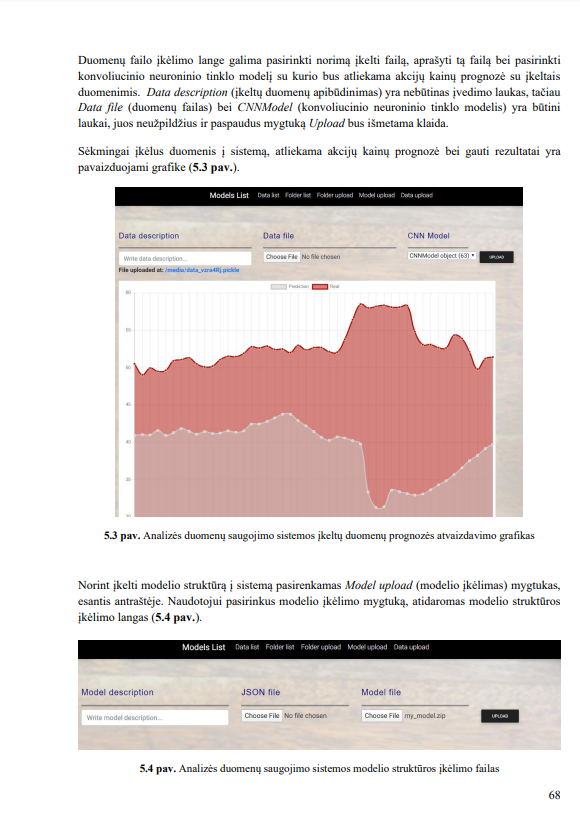 Duomenų failo įkėlimo lange galima pasirinkti norimą įkelti failą, aprašyti tą failą bei pasirinkti
konvoliucinio neuroninio tinklo modelį su kurio bus atliekama akcijų kainų prognozė su įkeltais
duomenimis. Data description (įkeltų duomenų apibūdinimas) yra nebūtinas įvedimo laukas, tačiau
Data file (duomenų failas) bei CNNModel (konvoliucinio neuroninio tinklo modelis) yra būtini
laukai, juos neužpildžius ir paspaudus mygtuką Upload bus išmetama klaida.
Sėkmingai įkėlus duomenis į sistemą, atliekama akcijų kainų prognozė bei gauti rezultatai yra
pavaizduojami grafike (5.3 pav.).
Models List Data list Folder list Folder upload Model upload Data upload
Data description Data file CNN Model
Write data description... Choose File No file chosen CNNModel object (63) UPLOAD
File uploaded at: /media/data_vzra4Rj.pickle
Prediction Real
60
55
50
45
40
35
5.3 pav. Analizės duomenų saugojimo sistemos įkeltų duomenų prognozės atvaizdavimo grafikas
Norint įkelti modelio struktūrą į sistemą pasirenkamas Model upload (modelio įkėlimas) mygtukas,
esantis antraštėje. Naudotojui pasirinkus modelio įkėlimo mygtuką, atidaromas modelio struktūros
įkėlimo langas (5.4 pav.).
Models List Data list Folder list Folder upload Model upload Data upload
Model description JSON file Model file
Write model description... Choose File No file chosen Choose File my_model.zip UPLOAD
5.4 pav. Analizės duomenų saugojimo sistemos modelio struktūros įkėlimo failas
68